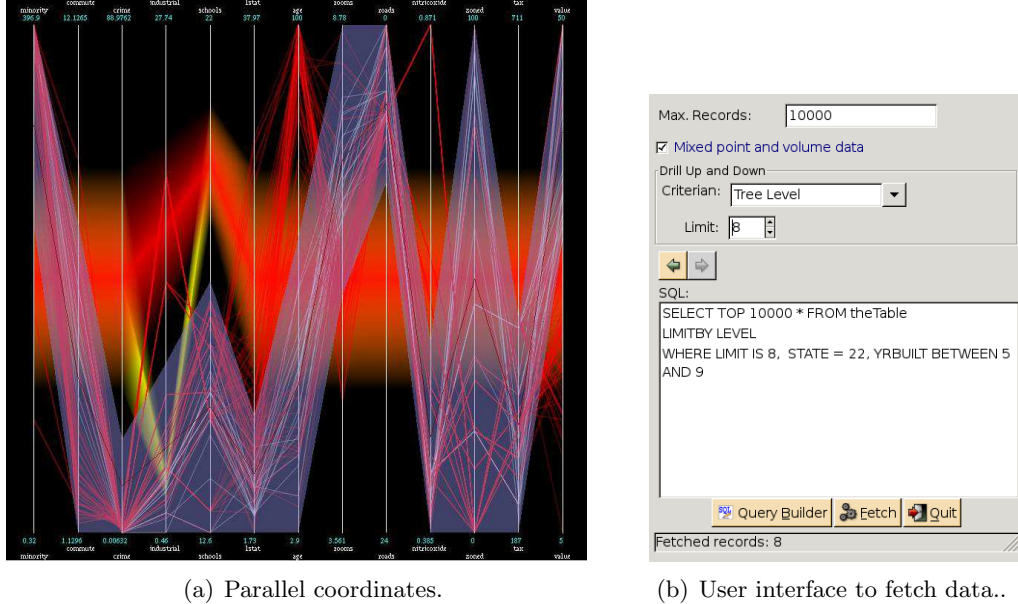 minority commute crime industrial schools lstat age rooms roads nitricoxide zoned tax value
396.9 12.1265 88.9762 27.74 22 37.97 100 8.78 0 0.871 100 711 50
0.32 1.1296 0.00632 0.46 12.6 1.73 2.9 3.561 24 0.385 0 187 5
minority commute crime industrial schools lstat age rooms roads nitricoxide zoned tax value
(a) Parallel coordinates.
Max. Records: 10000
Mixed point and volume data
Drill Up and Down
Criterian: Tree Level
Limit: 8
SQL:
SELECT TOP 10000 * FROM theTable
LIMITBY LEVEL
WHERE LIMIT IS 8, STATE = 22, YRBUILT BETWEEN 5
AND 9
SQL Query Builder Fetch Quit
Fetched records: 8
(b) User interface to fetch data..